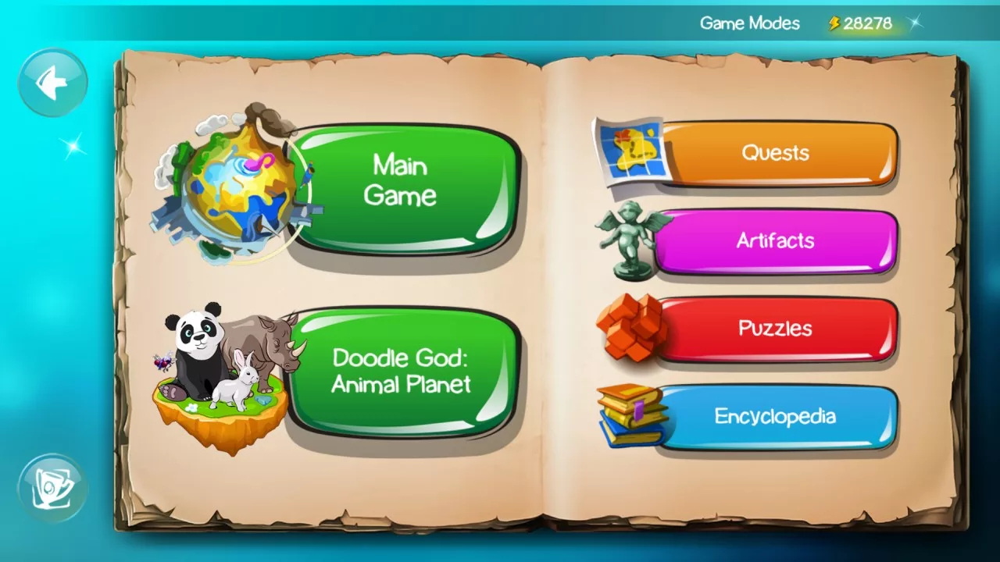 Game Modes
28278
Main
Game
Doodle God:
Animal Planet
Quests
Artifacts
Puzzles
Encyclopedia